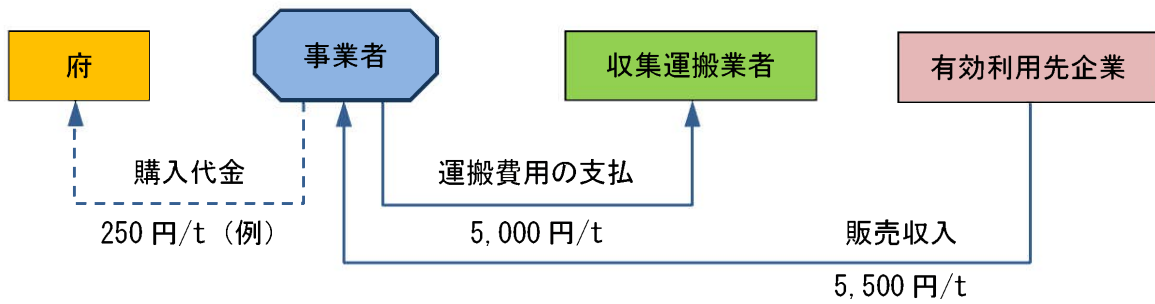 府
事業者
収集運搬業者
有効利用先企業
購入代金
運搬費用の支払
250 円/t（例）
5,000 円/t
販売収入
5,500 円/t